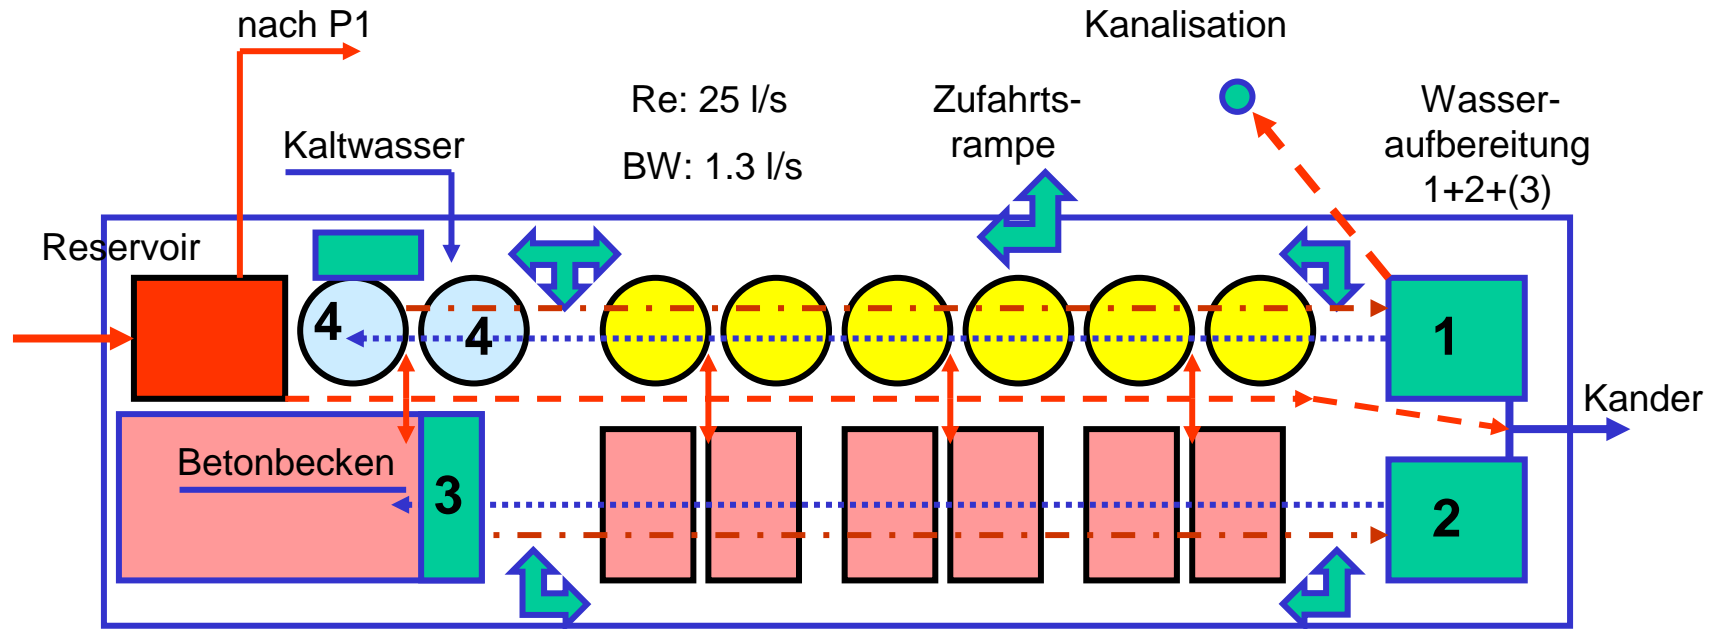 nach P1
Kanalisation
Re: 25 l/s
Zufahrts-
rampe
Wasser-
aufbereitung
1+2+(3)
Kaltwasser
BW: 1.3 l/s
Reservoir
4
4
1
Kander
Betonbecken
3
2